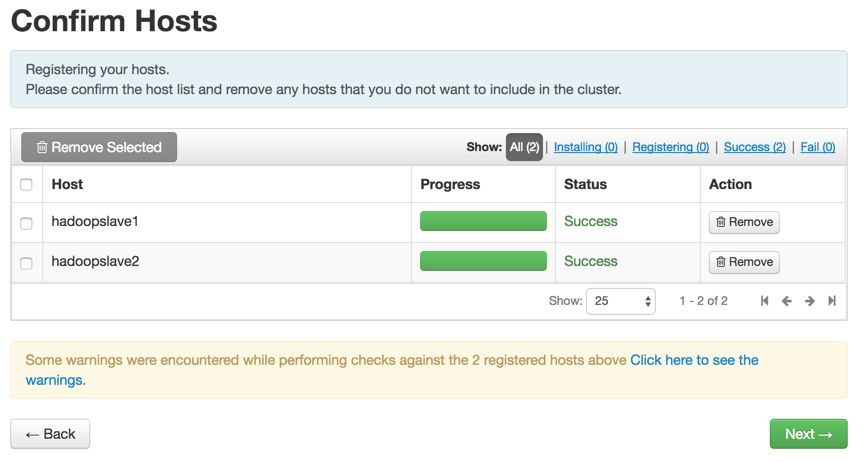 Confirm Hosts
Registering your hosts.
Please confirm the host list and remove any hosts that you do not want to include in the cluster.
Remove Selected Show: All (2) | Installing (0) | Registering (0) | Success (2) | Fail (0)
Host Progress Status Action
hadoopslave1 Success Remove
hadoopslave2 Success Remove
Show: 25 1 - 2 of 2
Some warnings were encountered while performing checks against the 2 registered hosts above Click here to see the
warnings.
← Back Next →